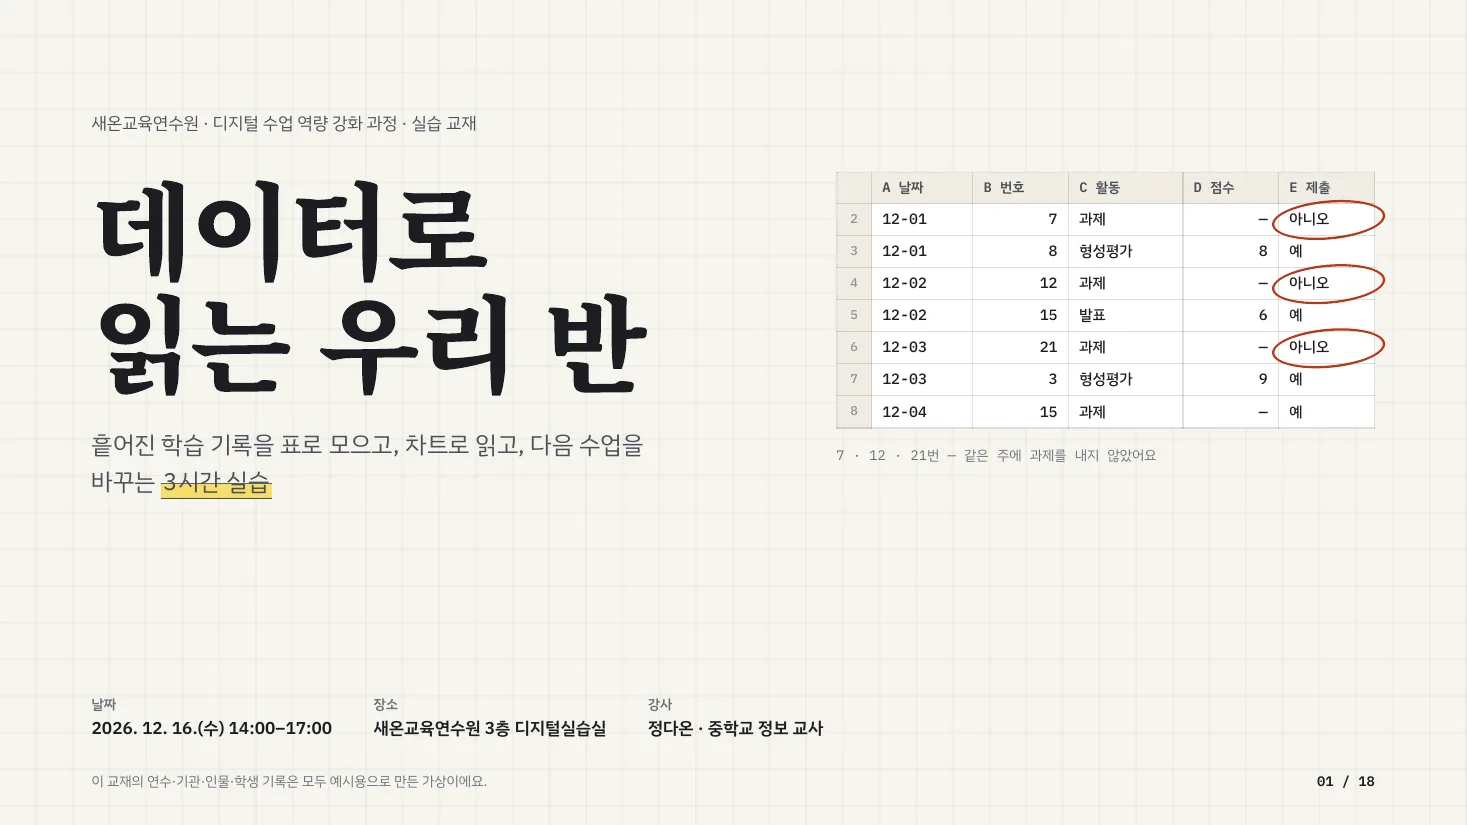 새온교육연수원 · 디지털 수업 역량 강화 과정 · 실습 교재
데이터로
읽는 우리 반
흩어진 학습 기록을 표로 모으고, 차트로 읽고, 다음 수업을
바꾸는 3시간 실습
A 날짜 B 번호 C 활동 D 점수 E 제출
2 12-01 7 과제 — 아니오
3 12-01 8 형성평가 8 예
4 12-02 12 과제 — 아니오
5 12-02 15 발표 6 예
6 12-03 21 과제 — 아니오
7 12-03 3 형성평가 9 예
8 12-04 15 과제 — 예
7 · 12 · 21번 — 같은 주에 과제를 내지 않았어요
날짜
2026. 12. 16.(수) 14:00–17:00
장소
새온교육연수원 3층 디지털실습실
강사
정다온 · 중학교 정보 교사
이 교재의 연수·기관·인물·학생 기록은 모두 예시용으로 만든 가상이에요.
01 / 18